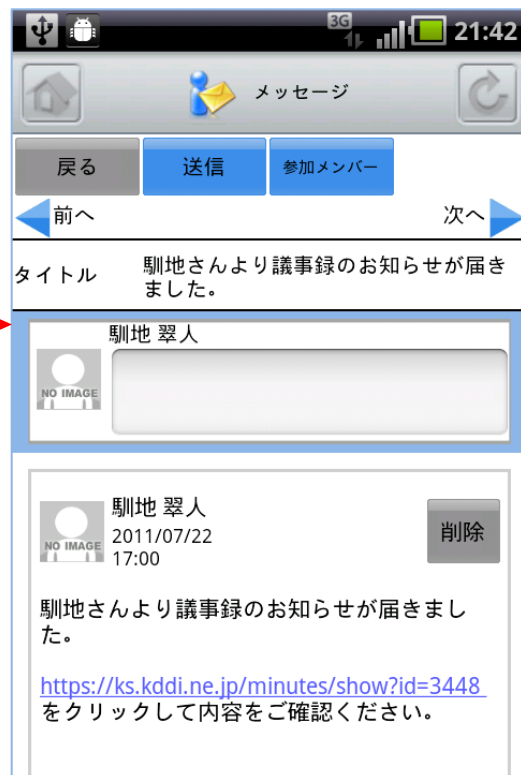 3G
21:42
メッセージ
戻る
送信
参加メンバー
前へ
次へ
タイトル
馴地さんより議事録のお知らせが届き
ました。
馴地 翠人
NO IMAGE
馴地 翠人
NO IMAGE
2011/07/22
17:00
削除
馴地さんより議事録のお知らせが届きまし
た。
https://ks.kddi.ne.jp/minutes/show?id=3448
をクリックして内容をご確認ください。